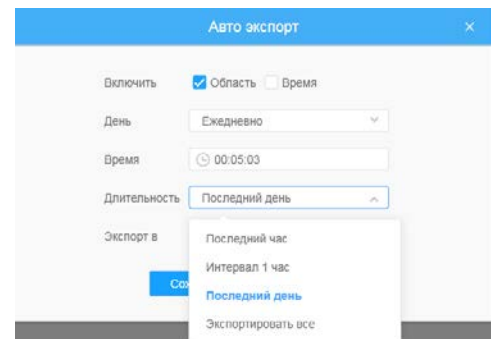 Авто экспорт
Включить Область Время
День Ежедневно
Время 00:05:03
Длительность Последний день
Экспорт в
Последний час
Интервал 1 час
Последний день
Экспортировать все